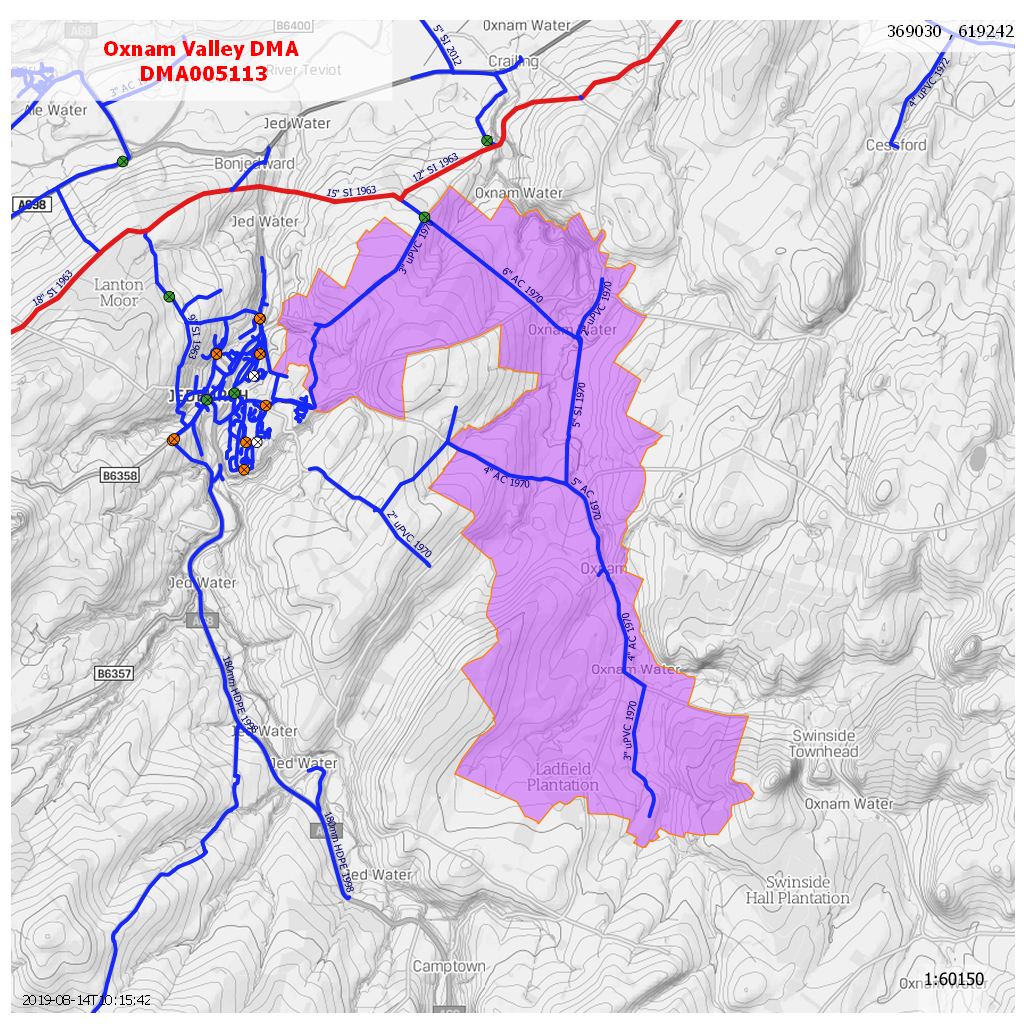 Oxnam Valley DMA
DMA005113
369030 , 619242
A68
B6400
Oxnam Water
5" SI 2012
River Teviot
Crailing
3" AC
4" uPVC 1972
Ale Water
Jed Water
Cessford
Bonjedward
12" SI 1963
15" SI 1963
A698
Oxnam Water
Jed Water
3" uPVC 197
18" SI 1963
Lanton
Moor
6" AC 1970
2" uPVC 1970
9" SI 1963
Oxnam Water
JED H
5" SI 1970
B6358
4" AC 1970
5" AC 1970
2" uPVC 1970
Oxnam
Jed Water
A68
4" AC 1970
B6357
180mm HDPE 1998
Oxnam Water
3" uPVC 1970
Jed Water
Swinside
Townhead
Jed Water
Ladfield
Plantation
Oxnam Water
180mm HDPE 1998
Jed Water
Swinside
Hall Plantation
Camptown
1:60150
Oxnam Water
2019-08-14T10:15:42
A68